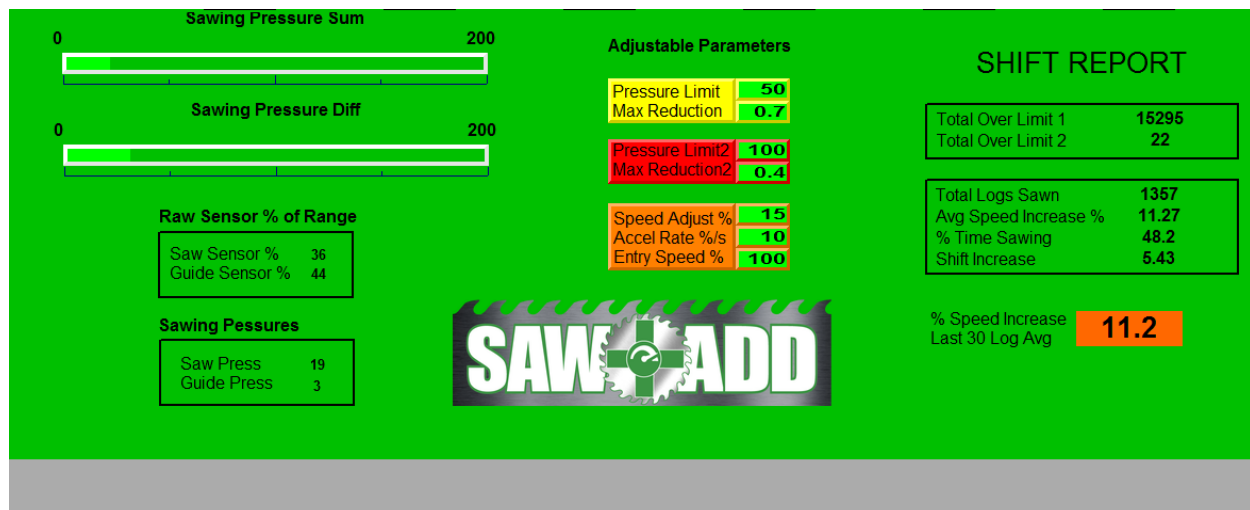 Sawing Pressure Sum
0 200
Sawing Pressure Diff
0 200
Raw Sensor % of Range
Saw Sensor % 36
Guide Sensor % 44
Sawing Pessures
Saw Press 19
Guide Press 3
Adjustable Parameters
Pressure Limit 50
Max Reduction 0.7
Pressure Limit2 100
Max Reduction2 0.4
Speed Adjust % 15
Accel Rate %/s 10
Entry Speed % 100
SAW ADD
SHIFT REPORT
Total Over Limit 1 15295
Total Over Limit 2 22
Total Logs Sawn 1357
Avg Speed Increase % 11.27
% Time Sawing 48.2
Shift Increase 5.43
% Speed Increase
Last 30 Log Avg 11.2